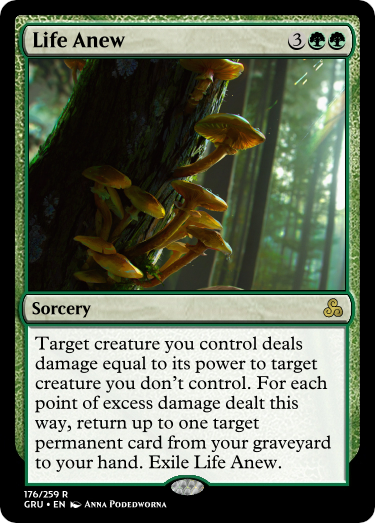 Life Anew 3
Sorcery
Target creature you control deals
damage equal to its power to target
creature you don't control. For each
point of excess damage dealt this
way, return up to one target
permanent card from your graveyard
to your hand. Exile Life Anew.
176/259 R
GRU • EN Anna Podedworna